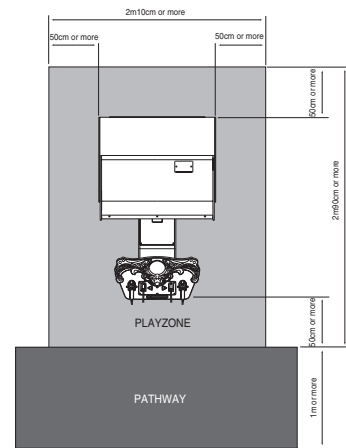 2m10cm or more
50cm or more
50cm or more
50cm or more
2m90cm or more
50cm or more
PLAYZONE
1m or more
PATHWAY